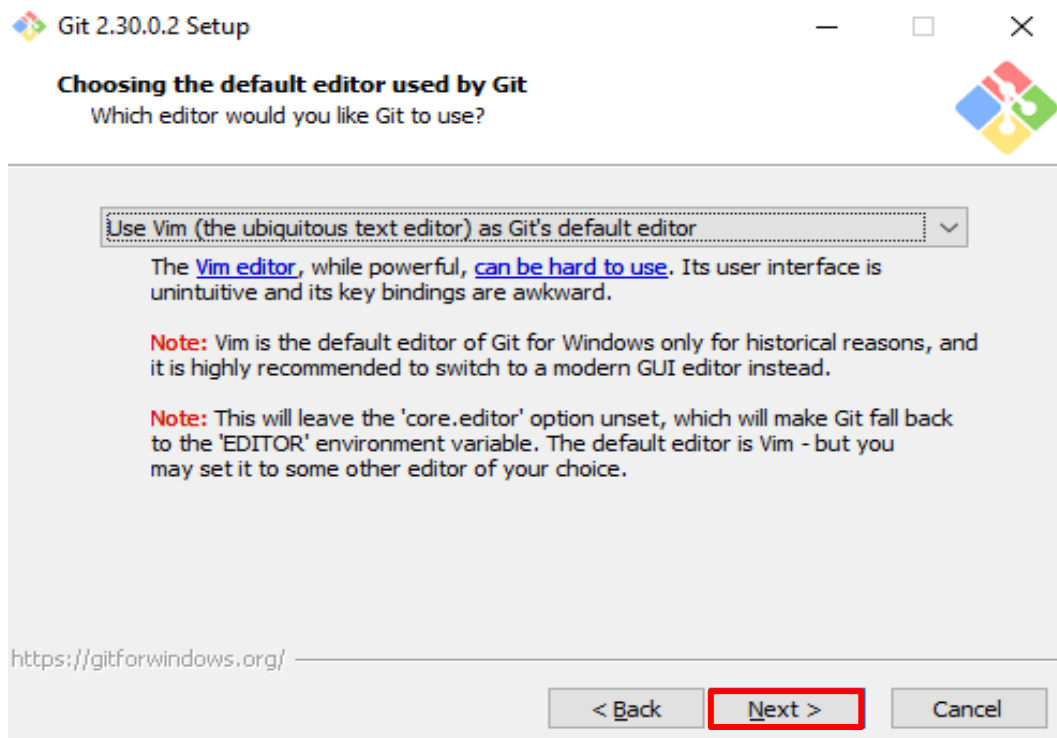 Git 2.30.0.2 Setup
Choosing the default editor used by Git
Which editor would you like Git to use?
Use Vim (the ubiquitous text editor) as Git's default editor
The Vim editor, while powerful, can be hard to use. Its user interface is
unintuitive and its key bindings are awkward.
Note: Vim is the default editor of Git for Windows only for historical reasons, and
it is highly recommended to switch to a modern GUI editor instead.
Note: This will leave the 'core.editor' option unset, which will make Git fall back
to the 'EDITOR' environment variable. The default editor is Vim - but you
may set it to some other editor of your choice.
https://gitforwindows.org/
< Back Next > Cancel